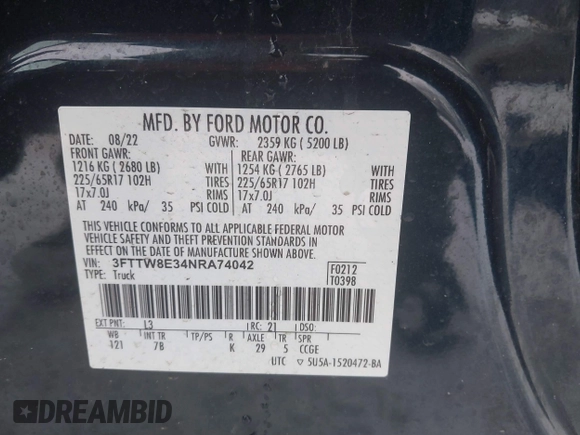 MFD. BY FORD MOTOR CO.
08/22 GVWR: 2359 KG ( 5200 LB)
FRONT GAWR: REAR GAWR:
1216 KG ( 2680 LB) WITH 1254 KG ( 2765 LB) WITH
225/65R17 102H TIRES 225/65R17 102H TIRES
17x7.0J RIMS 17x7.0J RIMS
AT 240 kPa/ 35 PSI COLD AT 240 kPa/ 35 PSI COLD
THIS VEHICLE CONFORMS TO ALL APPLICABLE FEDERAL MOTOR
VEHICLE SAFETY AND THEFT PREVENTION STANDARDS IN
EFFECT ON THE DATE OF MANUFACTURE SHOWN ABOVE.
VIN: 3FTTW8E34NRA74042 F0212
TYPE: Truck T0398
EXT PNT: L3 RC: 21 DSO:
WB INT TR TP/PS R AXLE TR SPR
121 7B K 29 5 CCGE
UTC ▽ 5U5A-1520472-BA
DREAMBID